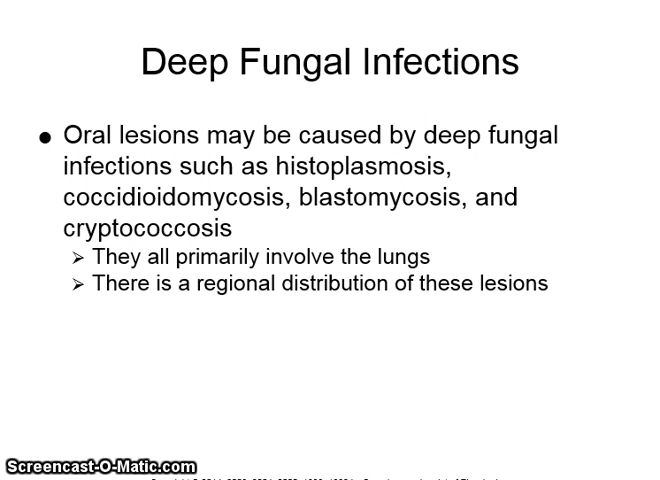 Deep Fungal Infections
● Oral lesions may be caused by deep fungal
infections such as histoplasmosis,
coccidioidomycosis, blastomycosis, and
cryptococcosis
➢ They all primarily involve the lungs
➢ There is a regional distribution of these lesions
Screencast-O-Matic.com